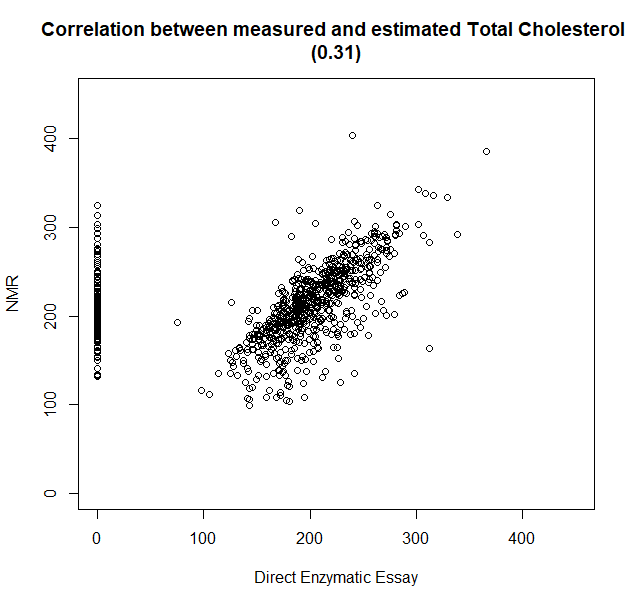 Correlation between measured and estimated Total Cholesterol
(0.31)
NMR
400
300
200
100
0
0 100 200 300 400
Direct Enzymatic Essay